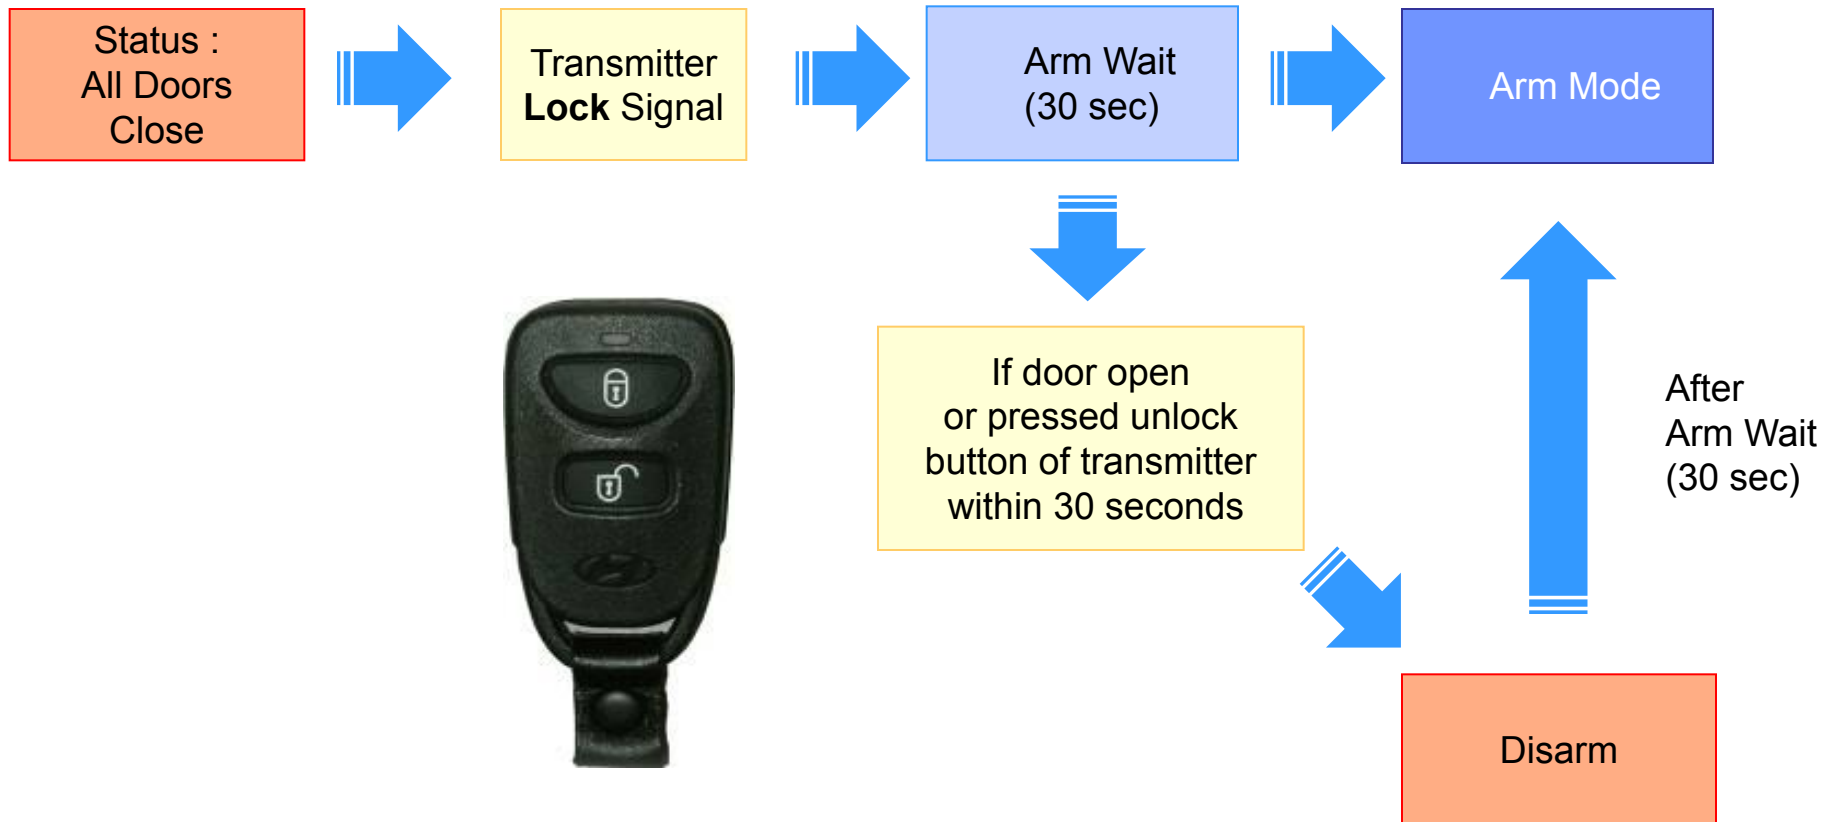 Status :
All Doors
Close
Transmitter
Lock Signal
Arm Wait
(30 sec)
Arm Mode
If door open
or pressed unlock
button of transmitter
within 30 seconds
After
Arm Wait
(30 sec)
Disarm